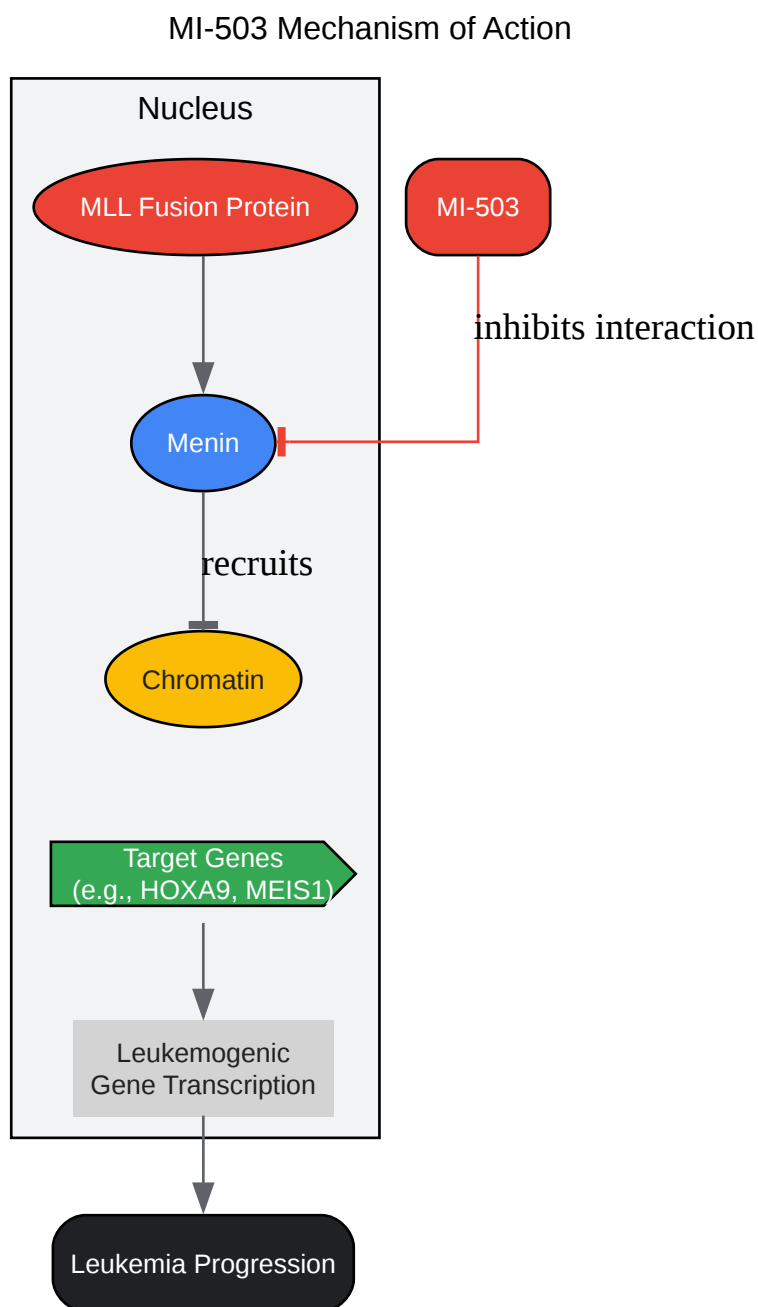 MI-503 Mechanism of Action
Nucleus
MLL Fusion Protein
MI-503
inhibits interaction
Menin
recruits
Chromatin
Target Genes
(e.g., HOXA9, MEIS1)
Leukemogenic
Gene Transcription
Leukemia Progression